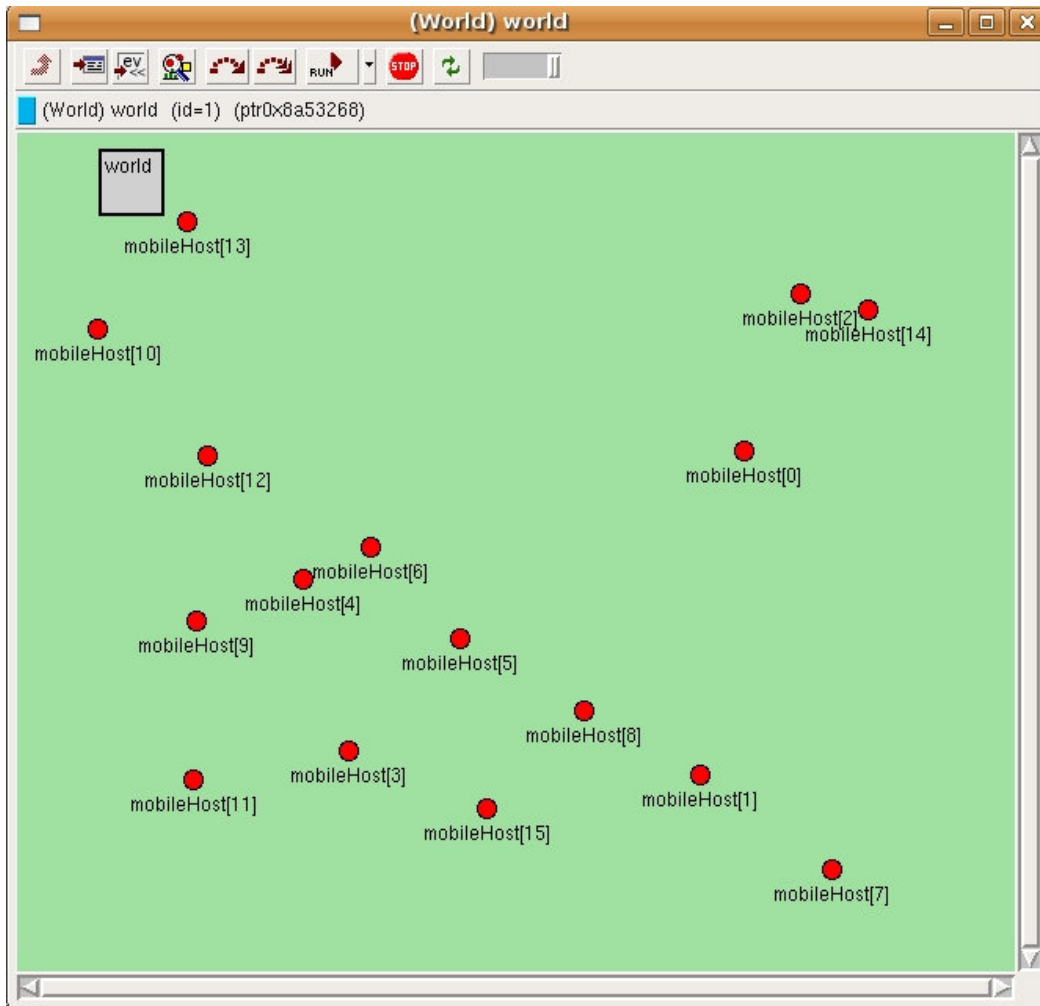 (World) world
ev
<<
RUN
STOP
(World) world (id=1) (ptr0x8a53268)
world
mobileHost[13]
mobileHost[2]
mobileHost[14]
mobileHost[10]
mobileHost[12]
mobileHost[0]
mobileHost[6]
mobileHost[4]
mobileHost[9]
mobileHost[5]
mobileHost[8]
mobileHost[3]
mobileHost[1]
mobileHost[11]
mobileHost[15]
mobileHost[7]